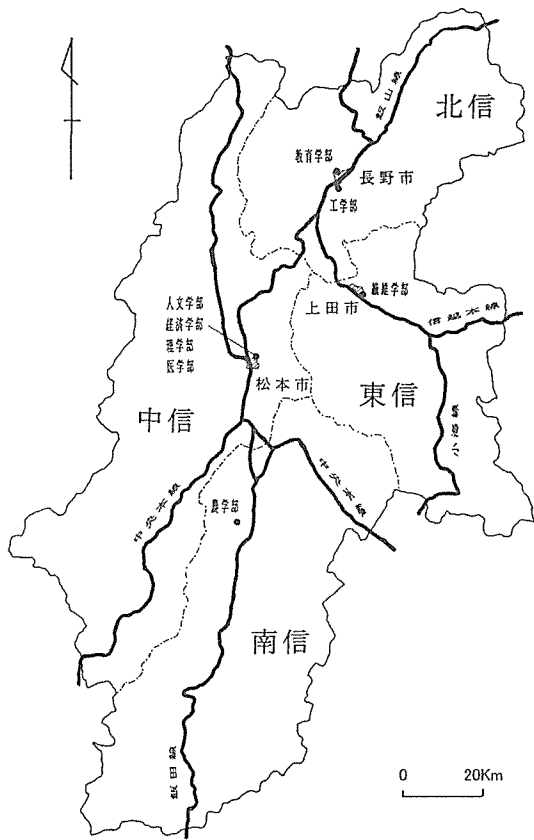 北信
飯山線
教育学部
長野市
工学部
繊維学部
上田市
信越本線
人文学部
経済学部
理学部
医学部
松本市
東信
中信
小海線
中央本線
中央本線
農学部
南信
飯田線
0 20Km